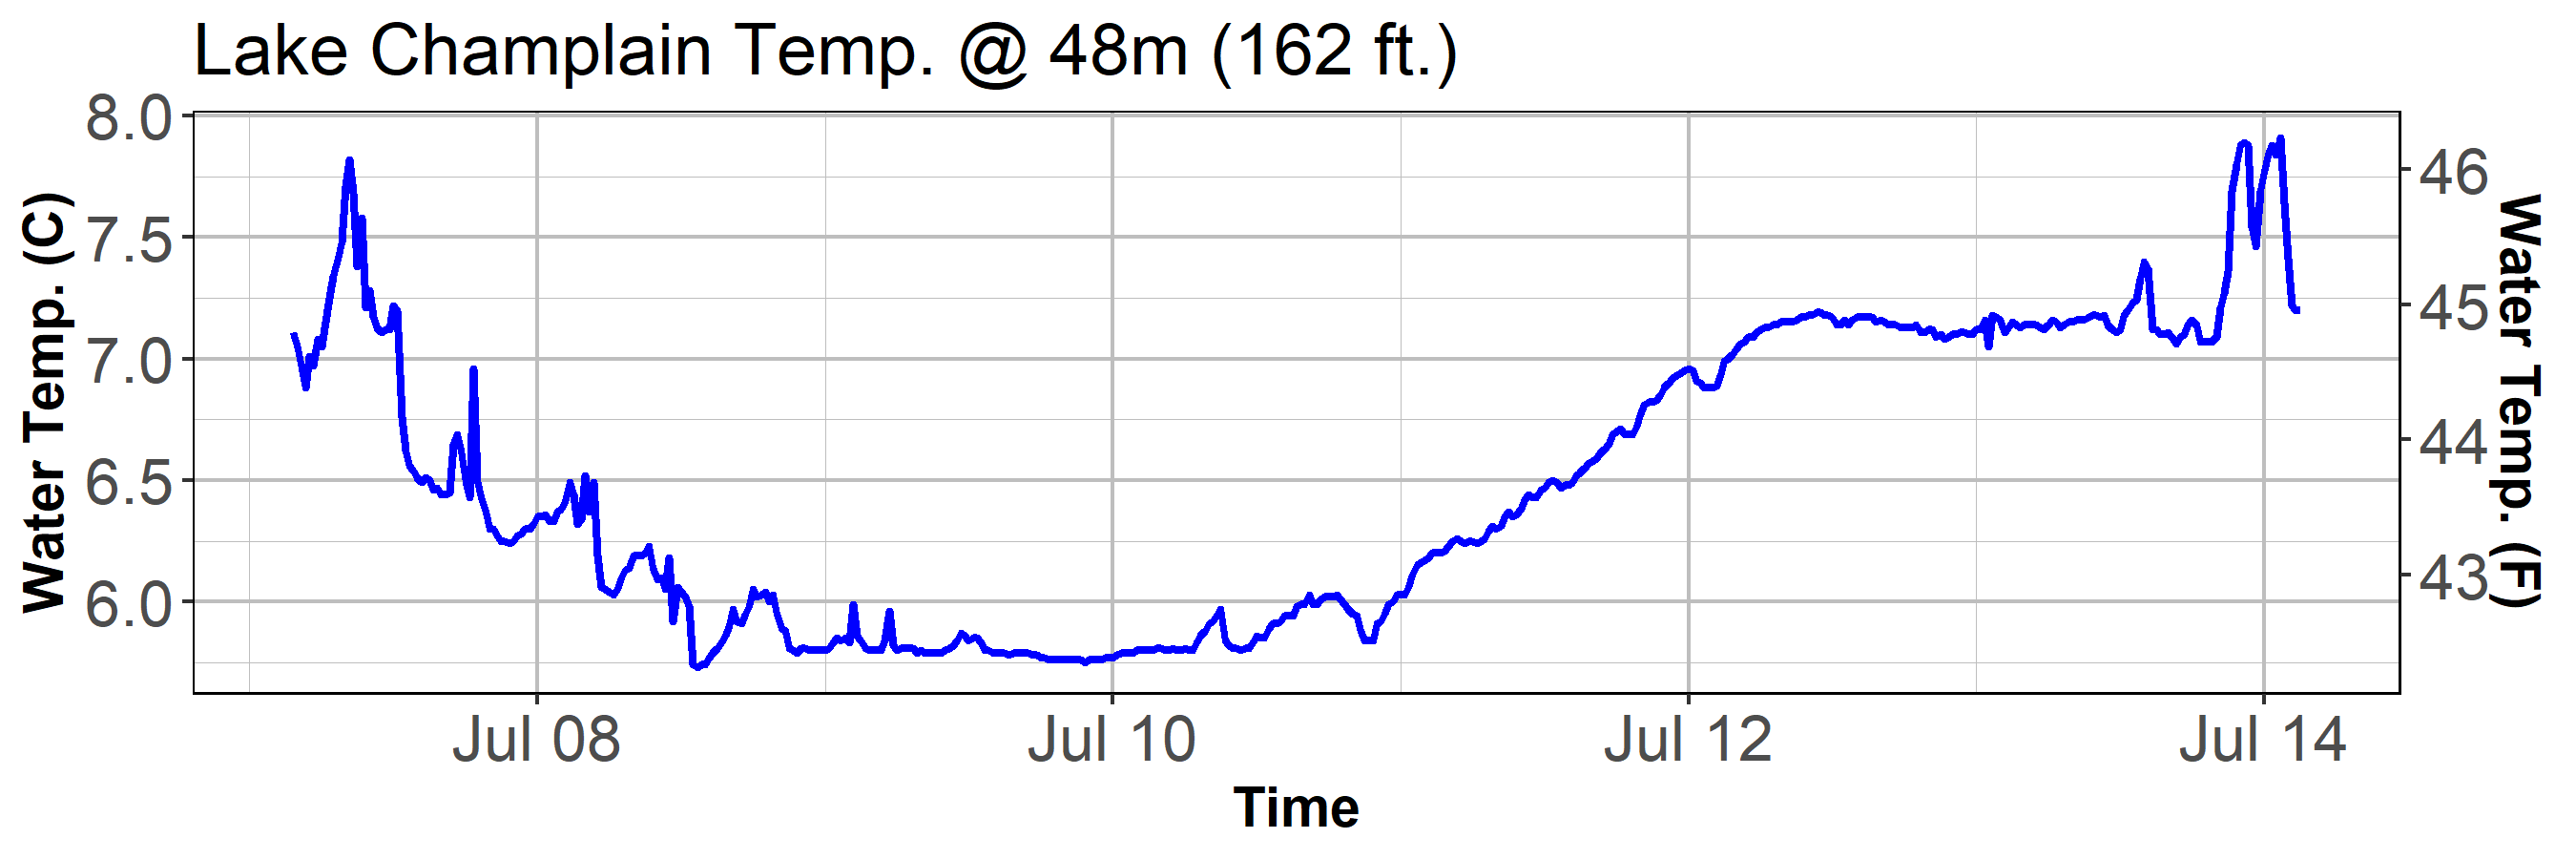 Lake Champlain Temp. @ 48m (162 ft.)
Water Temp. (C)
8.0
7.5
7.0
6.5
6.0
46
45
44
43
Water Temp. (F)
Jul 08 Jul 10 Jul 12 Jul 14
Time